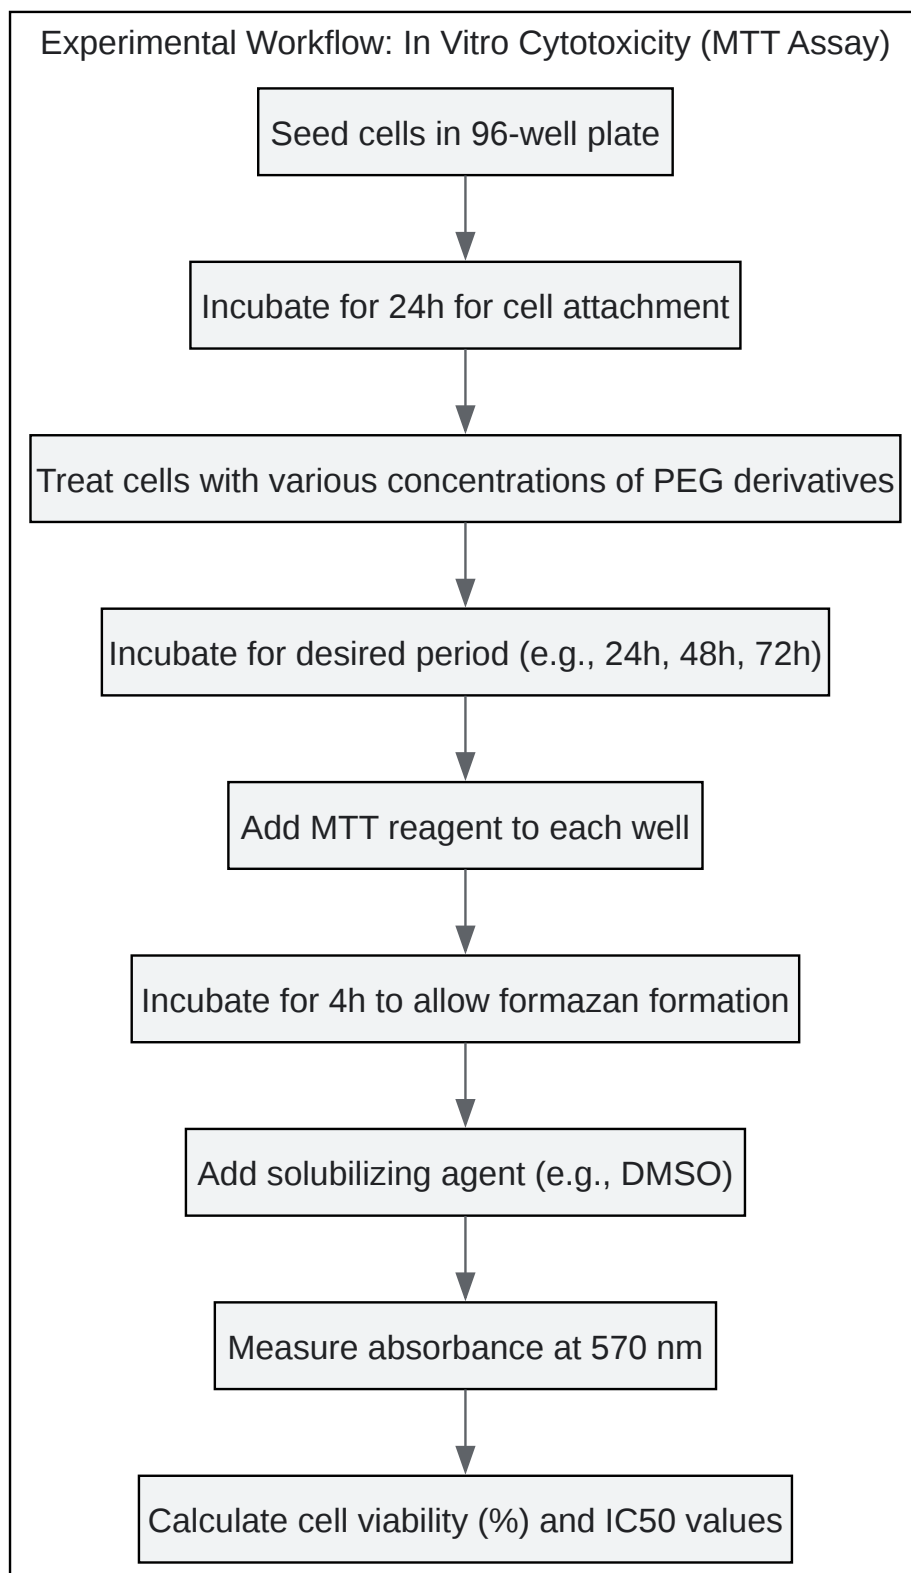 Experimental Workflow: In Vitro Cytotoxicity (MTT Assay)
Seed cells in 96-well plate
Incubate for 24h for cell attachment
Treat cells with various concentrations of PEG derivatives
Incubate for desired period (e.g., 24h, 48h, 72h)
Add MTT reagent to each well
Incubate for 4h to allow formazan formation
Add solubilizing agent (e.g., DMSO)
Measure absorbance at 570 nm
Calculate cell viability (%) and IC50 values